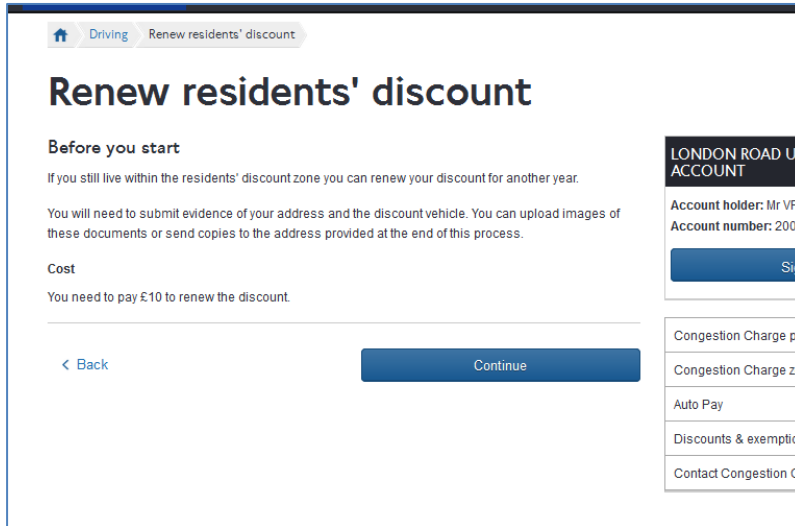 Driving Renew residents' discount
Renew residents' discount
Before you start
If you still live within the residents' discount zone you can renew your discount for another year.
You will need to submit evidence of your address and the discount vehicle. You can upload images of
these documents or send copies to the address provided at the end of this process.
Cost
You need to pay £10 to renew the discount.
< Back
Continue
LONDON ROAD
ACCOUNT
Account holder: Mr
Account number: 200
Congestion Charge
Congestion Charge
Auto Pay
Discounts &
Contact Congestion